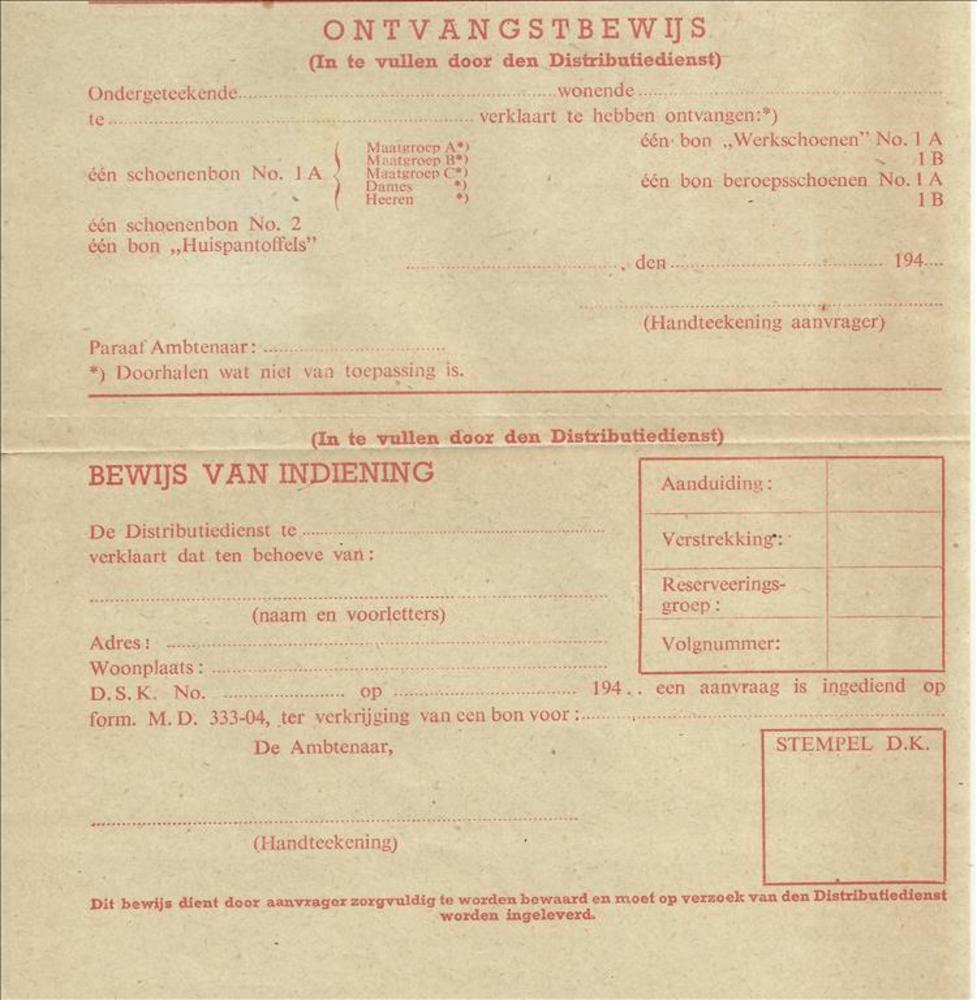 ONTVANGSTBEWIJS
(In te vullen door den Distributiedienst)
Ondergeteekende.................wonende.................
te................. verklaart te hebben ontvangen:*)
één schoenenbon No. 1 A
Maatgroep A*)
Maatgroep B*)
Maatgroep C*)
Dames *)
Heeren *)
één bon „Werkschoenen” No. 1 A
1 B
één bon beroepsschoenen No. 1 A
1 B
één schoenenbon No. 2
één bon „Huispantoffels”
................., den................. 194....
(Handteekening aanvrager)
Paraaf Ambtenaar: .................
*) Doorhalen wat niet van toepassing is.
(In te vullen door den Distributiedienst)
BEWIJS VAN INDIENING
De Distributiedienst te .................
verklaart dat ten behoeve van:
(naam en voorletters)
Adres: .................
Woonplaats: .................
Aanduiding:
Verstrekking:
Reserveerings-
groep:
Volgnummer:
D.S.K. No. ................. op ................. 194.. een aanvraag is ingediend op
form. M.D. 333-04, ter verkrijging van een bon voor:.................
De Ambtenaar,
STEMPEL D.K.
(Handteekening)
Dit bewijs dient door aanvrager zorgvuldig te worden bewaard en moet op verzoek van den Distributiedienst
worden ingeleverd.